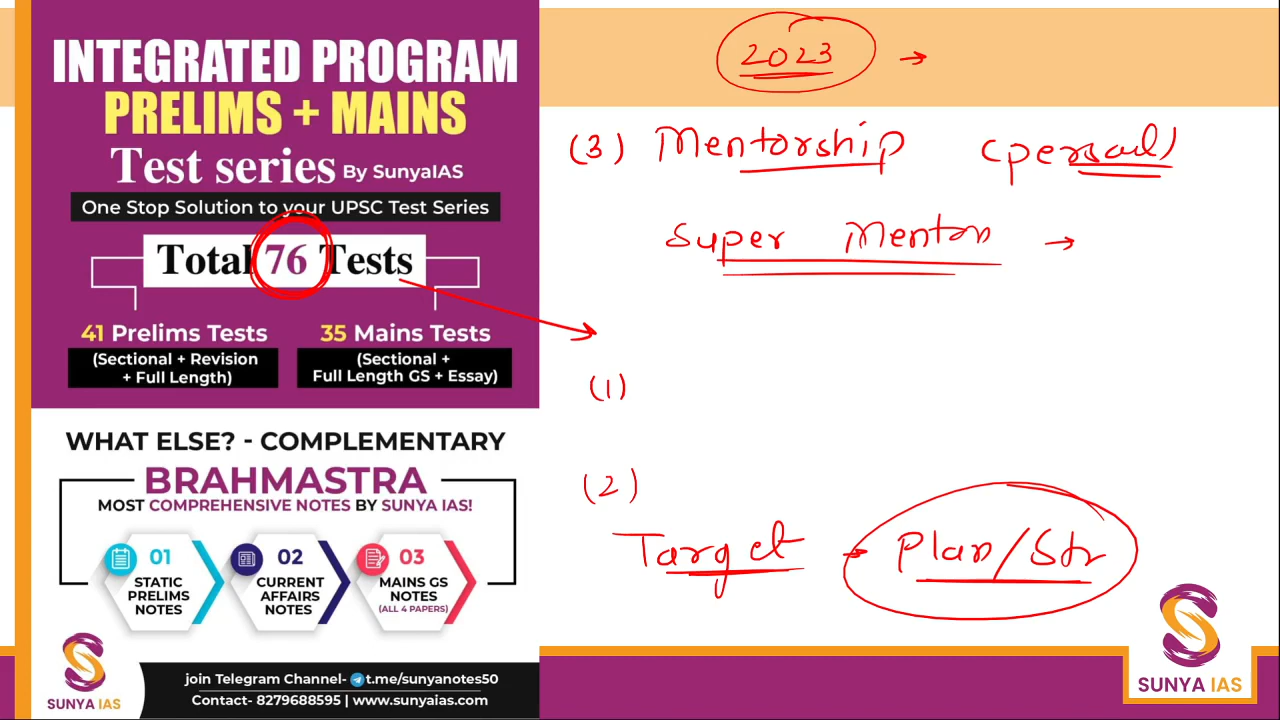 INTEGRATED PROGRAM
PRELIMS + MAINS
Test series By SunyaIAS
One Stop Solution to your UPSC Test Series
Total 76 Tests
41 Prelims Tests
(Sectional + Revision
+ Full Length)
35 Mains Tests
(Sectional +
Full Length GS + Essay)
WHAT ELSE? - COMPLEMENTARY
BRAHMASTRA
MOST COMPREHENSIVE NOTES BY SUNYA IAS!
01
STATIC
PRELIMS
NOTES
02
CURRENT
AFFAIRS
NOTES
03
MAINS GS
NOTES
(ALL 4 PAPERS)
SUNYA IAS
join Telegram Channel- t.me/sunyanotes50
Contact- 8279688595 | www.sunyaias.com
2023 →
(3) Mentorship
Super Mentor →
(1)
(2)
Target - Plan/Str
SUNYA IAS